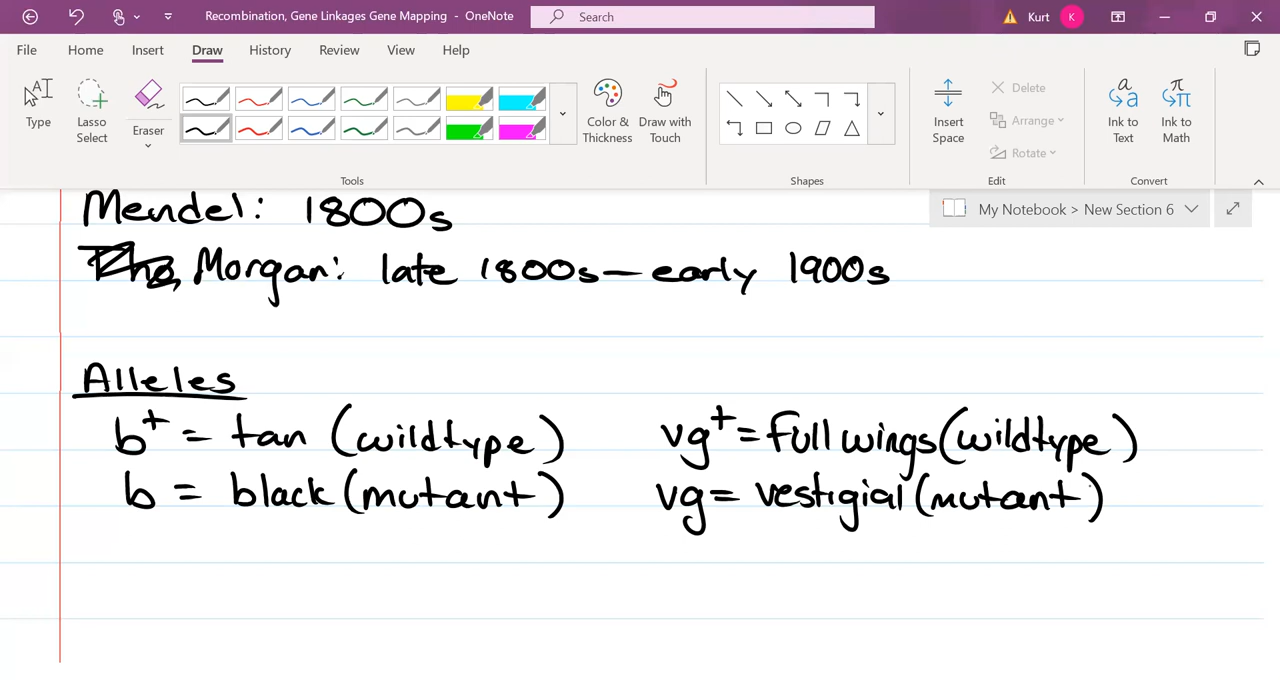 Recombination, Gene Linkages Gene Mapping - OneNote
Search
Kurt
K
File Home Insert Draw History Review View Help
Type
Lasso Select
Eraser
Color & Thickness
Draw with Touch
Insert Space
Delete
Arrange
Rotate
Ink to Text
Ink to Math
Tools
Shapes
Edit
Convert
My Notebook > New Section 6
Mendel: 1800s
Morgan: late 1800s – early 1900s
Alleles
b+ = tan (wildtype) vg+ = Full wings (wildtype)
b = black (mutant) vg = vestigial (mutant)